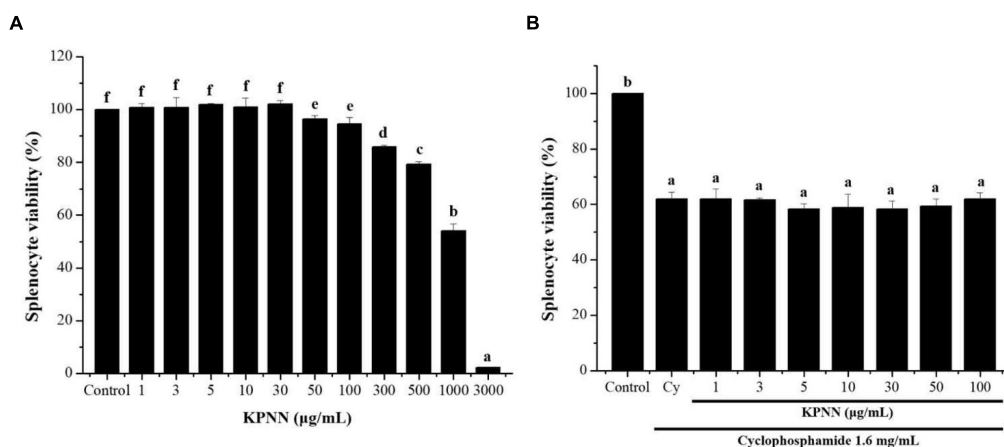 A
Splenocyte viability (%)
120
100
80
60
40
20
0
f f f f f f e e d c b a
Control 1 3 5 10 30 50 100 300 500 1000 3000
KPNN (µg/mL)
B
Splenocyte viability (%)
100
80
60
40
20
0
b a a a a a a a a
Control Cy 1 3 5 10 30 50 100
KPNN (µg/mL)
Cyclophosphamide 1.6 mg/mL